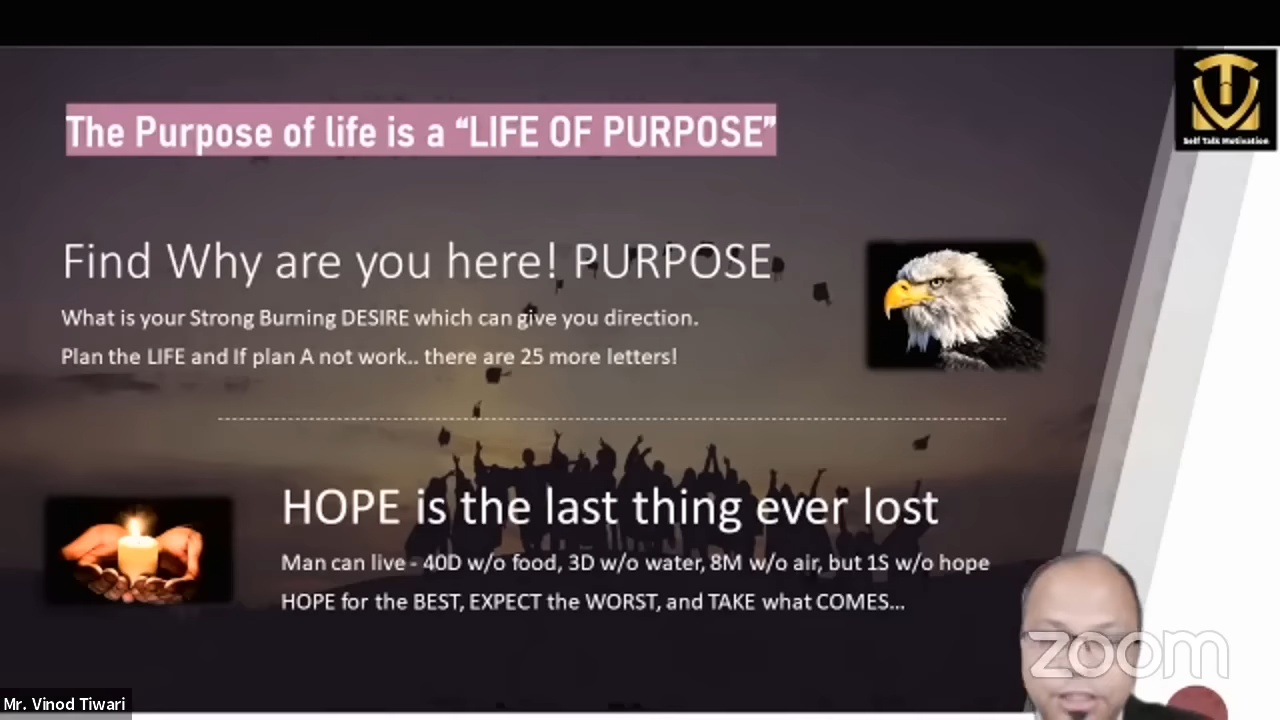 The Purpose of life is a “LIFE OF PURPOSE”
Self Talk Motivation
Find Why are you here! PURPOSE
What is your Strong Burning DESIRE which can give you direction.
Plan the LIFE and If plan A not work.. there are 25 more letters!
HOPE is the last thing ever lost
Man can live - 40D w/o food, 3D w/o water, 8M w/o air, but 1S w/o hope
HOPE for the BEST, EXPECT the WORST, and TAKE what COMES...
zoom
Mr. Vinod Tiwari